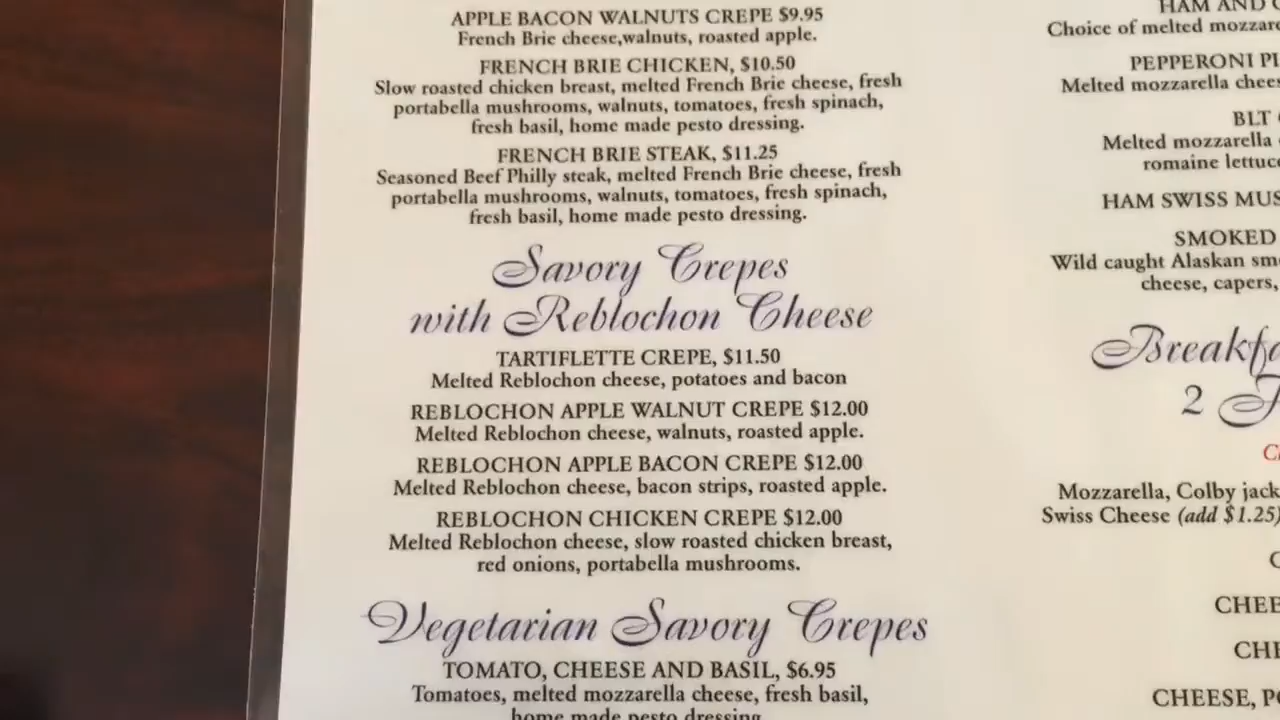 APPLE BACON WALNUTS CREPE $9.95
French Brie cheese,walnuts, roasted apple.
FRENCH BRIE CHICKEN, $10.50
Slow roasted chicken breast, melted French Brie cheese, fresh
portabella mushrooms, walnuts, tomatoes, fresh spinach,
fresh basil, home made pesto dressing.
FRENCH BRIE STEAK, $11.25
Seasoned Beef Philly steak, melted French Brie cheese, fresh
portabella mushrooms, walnuts, tomatoes, fresh spinach,
fresh basil, home made pesto dressing.
Savory Crepes
with Reblochon Cheese
TARTIFLETTE CREPE, $11.50
Melted Reblochon cheese, potatoes and bacon
REBLOCHON APPLE WALNUT CREPE $12.00
Melted Reblochon cheese, walnuts, roasted apple.
REBLOCHON APPLE BACON CREPE $12.00
Melted Reblochon cheese, bacon strips, roasted apple.
REBLOCHON CHICKEN CREPE $12.00
Melted Reblochon cheese, slow roasted chicken breast,
red onions, portabella mushrooms.
Vegetarian Savory Crepes
TOMATO, CHEESE AND BASIL, $6.95
Tomatoes, melted mozzarella cheese, fresh basil,
home made pesto dressing
HAM AND
Choice of melted
PEPPERONI
Melted mozzarella
BLT
Melted mozzarella
romaine
HAM SWISS
SMOKED
Wild caught Alaskan
cheese, capers,
2
Mozzarella, Colby jack
Swiss Cheese (add $1.25)
CHEESE,